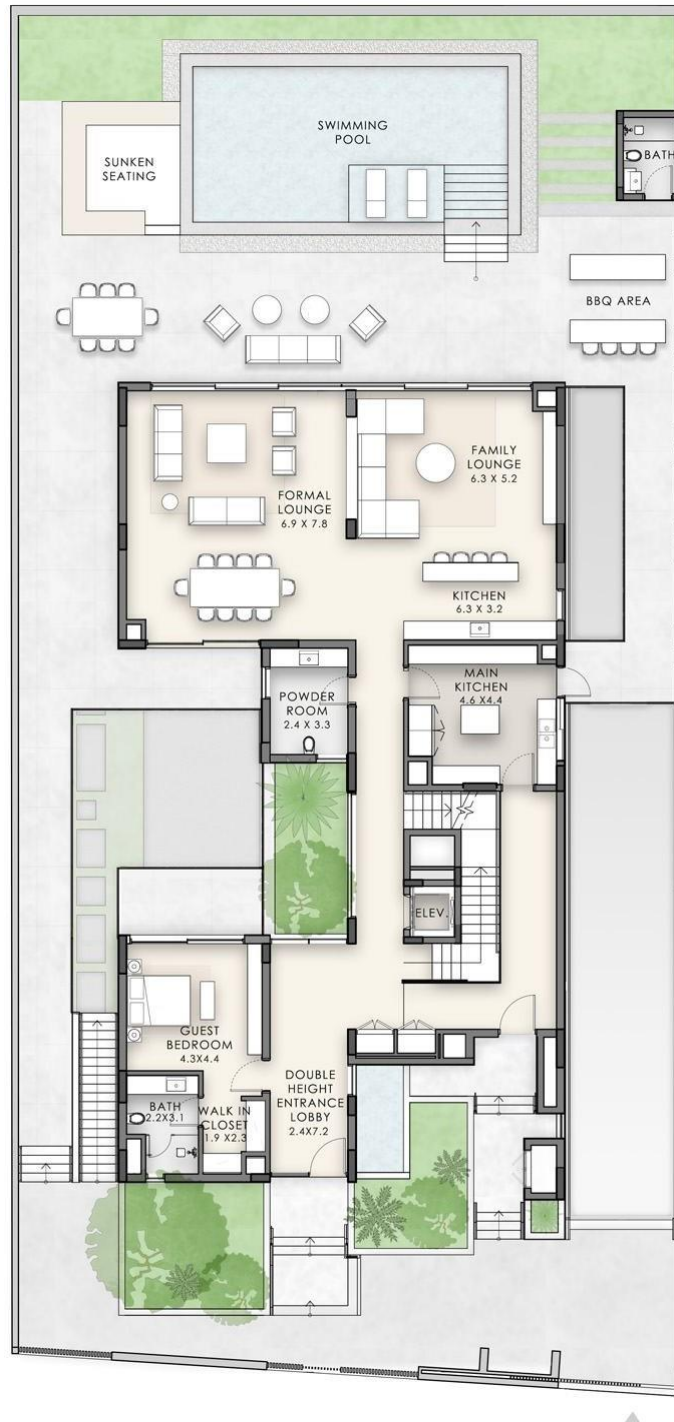 SWIMMING
POOL
SUNKEN
SEATING
BATH
BBQ AREA
FAMILY
LOUNGE
6.3 X 5.2
FORMAL
LOUNGE
6.9 X 7.8
KITCHEN
6.3 X 3.2
MAIN
KITCHEN
4.6 X4.4
POWDER
ROOM
2.4 X 3.3
ELEV.
GUEST
BEDROOM
4.3X4.4
DOUBLE
HEIGHT
ENTRANCE
LOBBY
2.4X7.2
BATH
2.2X3.1
WALK IN
CLOSET
1.9 X2.3